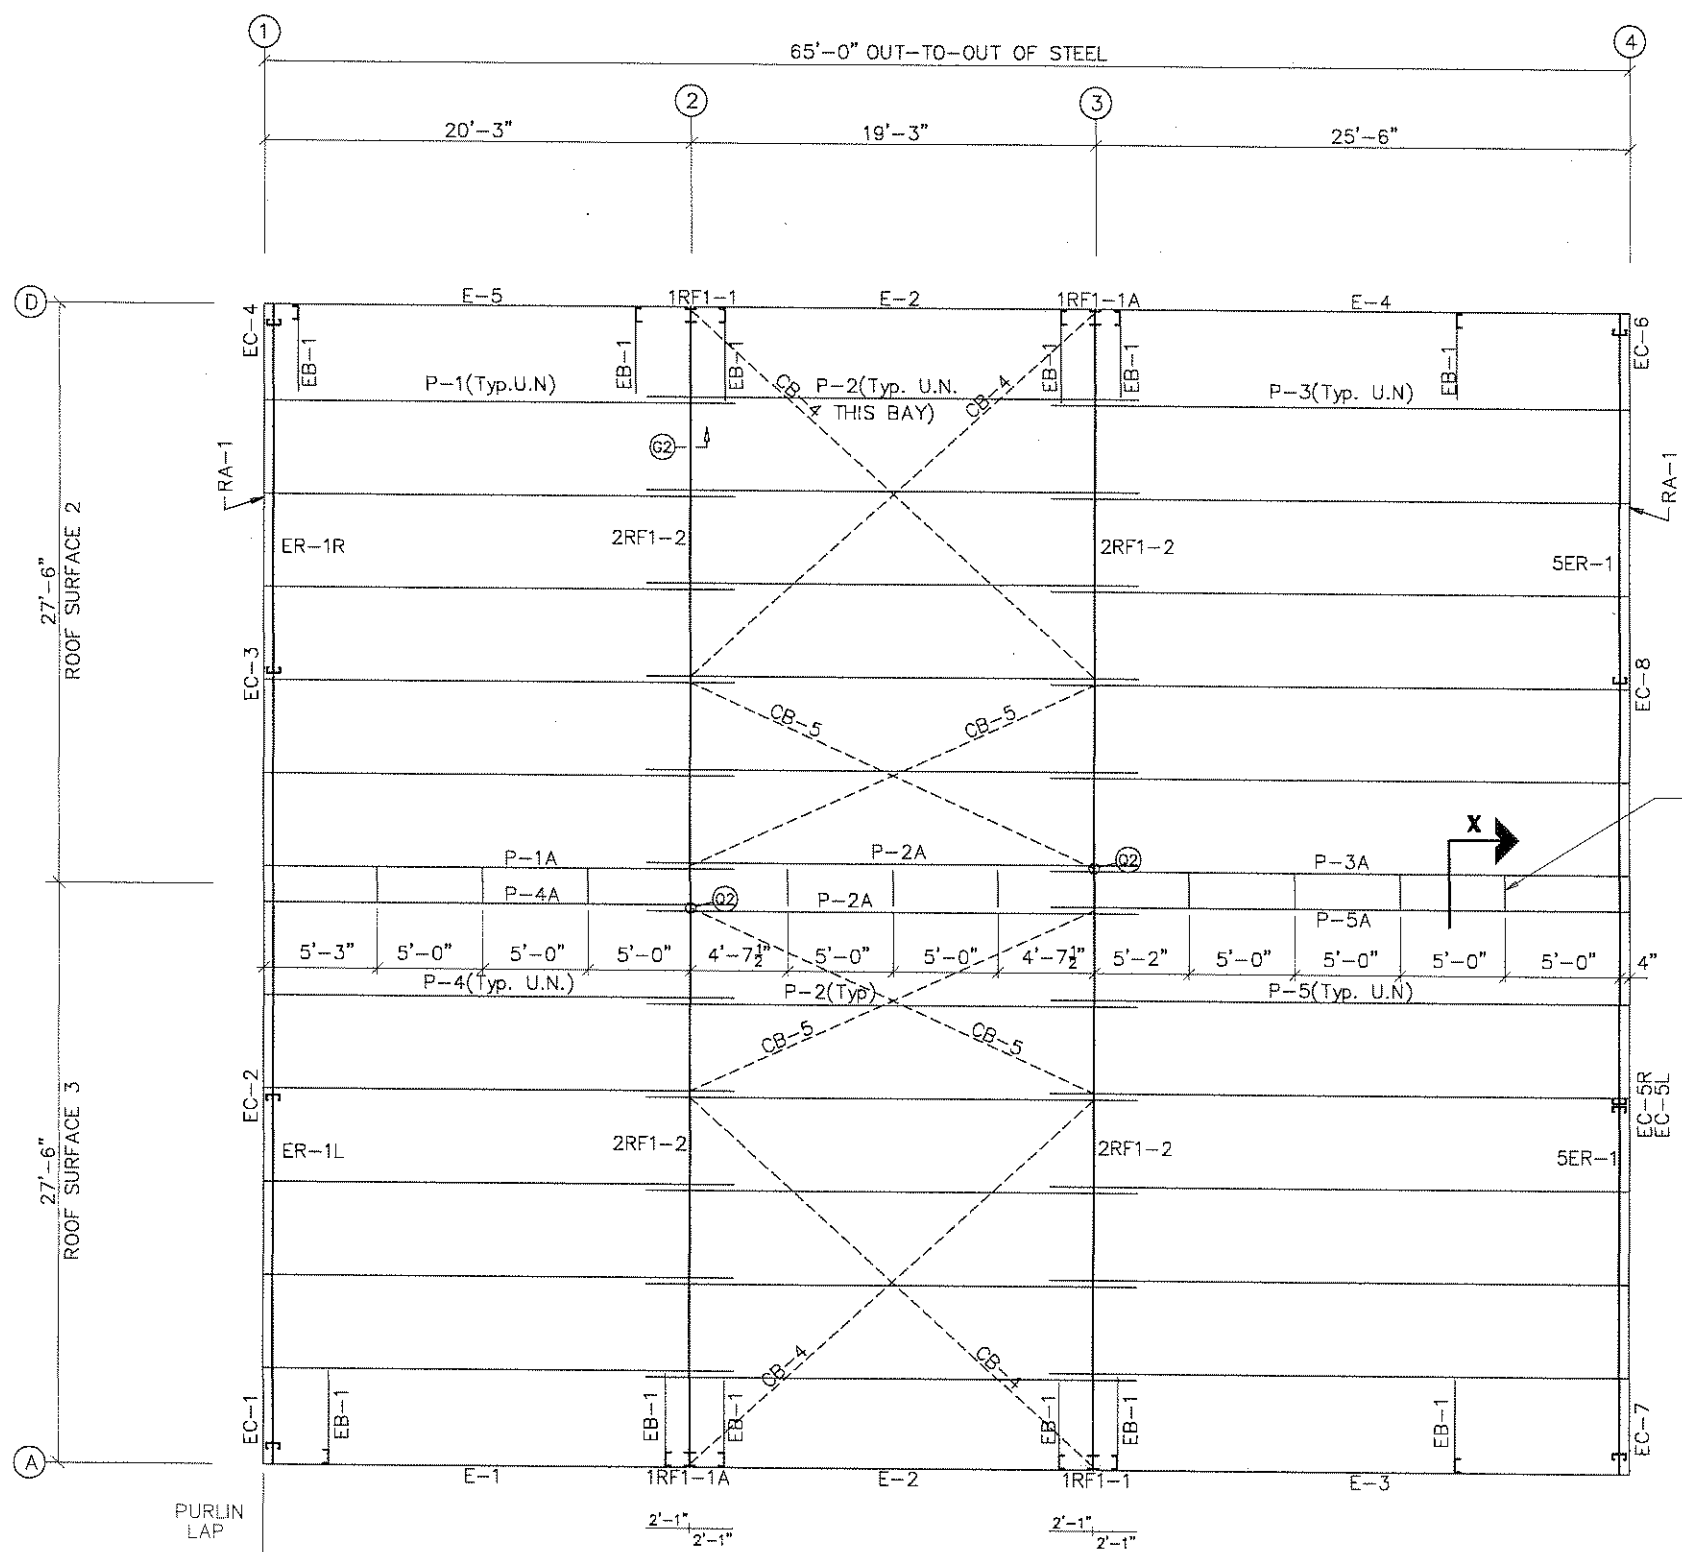 1
4
65'-0" OUT-TO-OUT OF STEEL
2
3
20'-3"
19'-3"
25'-6"
D
E-5
1RF1-1
E-2
1RF1-1A
E-4
EC-4
EC-6
EB-1
EB-1
EB-1
EB-1
EB-1
EB-1
P-1(Typ.U.N)
CB-4
P-2(Typ. U.N.
THIS BAY)
CB-4
P-3(Typ. U.N)
G2
RA-1
RA-1
27'-6"
ROOF SURFACE 2
ER-1R
2RF1-2
2RF1-2
5ER-1
EC-3
EC-8
CB-5
CB-5
X
P-1A
P-2A
Q2
P-3A
P-4A
Q2
P-2A
P-5A
5'-3"
5'-0"
5'-0"
5'-0"
4'-7½"
5'-0"
5'-0"
4'-7½"
5'-2"
5'-0"
5'-0"
5'-0"
5'-0"
4"
P-4(Typ. U.N.)
P-2(Typ)
P-5(Typ. U.N)
CB-5
CB-5
EC-2
EC-5R
EC-5L
27'-6"
ROOF SURFACE 3
ER-1L
2RF1-2
2RF1-2
5ER-1
CB-4
CB-4
EC-1
EB-1
EB-1
EB-1
EB-1
EB-1
EB-1
EC-7
A
E-1
1RF1-1A
E-2
1RF1-1
E-3
PURLIN
LAP
2'-1"
2'-1"
2'-1"
2'-1"